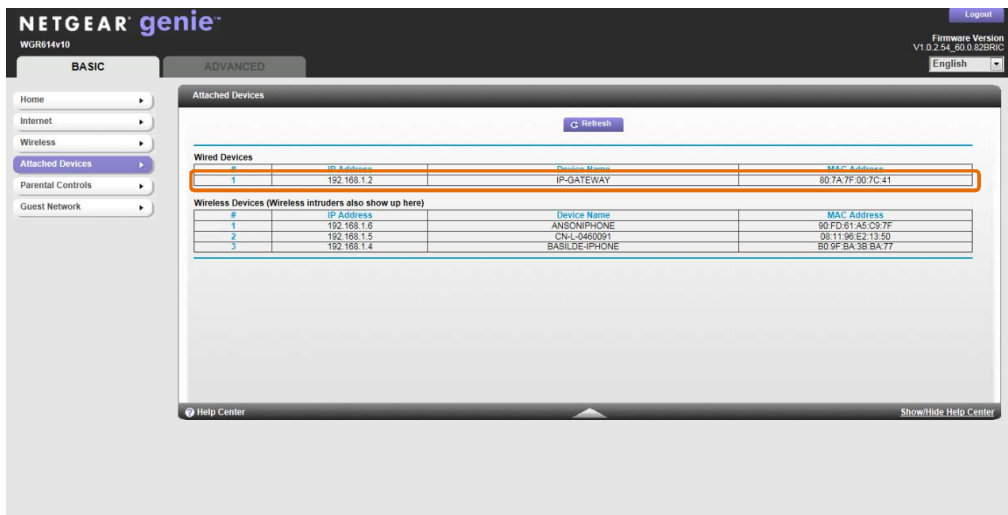 NETGEAR® genie™
Logout
WGR614v10
Firmware Version
V1.0.2.54_60.0.82BRIC
BASIC
ADVANCED
English
Home
Internet
Wireless
Attached Devices
Parental Controls
Guest Network
Attached Devices
Refresh
Wired Devices
# IP Address Device Name MAC Address
1 192.168.1.2 IP-GATEWAY 80:7A:7F:00:7C:41
Wireless Devices (Wireless intruders also show up here)
# IP Address Device Name MAC Address
1 192.168.1.6 ANSONIPHONE 90:FD:61:A5:C9:7F
2 192.168.1.5 CN-L-0460091 08:11:96:E2:13:50
3 192.168.1.4 BASILDE-IPHONE B0:9F:BA:3B:BA:77
Help Center
Show/Hide Help Center